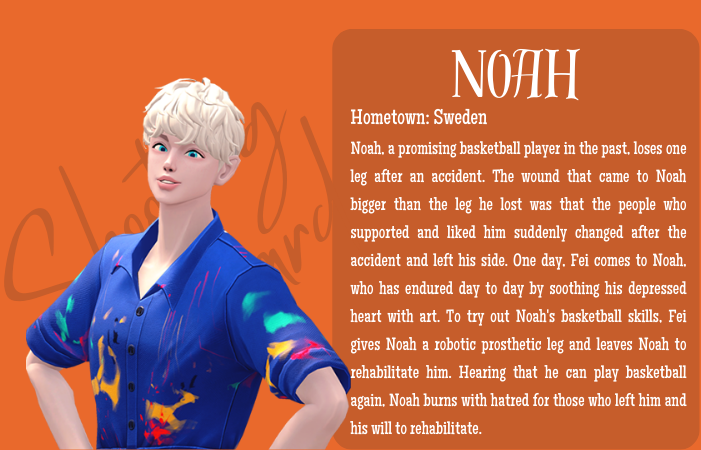 NOAH
Hometown: Sweden
Noah, a promising basketball player in the past, loses one
leg after an accident. The wound that came to Noah
bigger than the leg he lost was that the people who
supported and liked him suddenly changed after the
accident and left his side. One day, Fei comes to Noah,
who has endured day to day by soothing his depressed
heart with art. To try out Noah's basketball skills, Fei
gives Noah a robotic prosthetic leg and leaves Noah to
rehabilitate him. Hearing that he can play basketball
again, Noah burns with hatred for those who left him and
his will to rehabilitate.